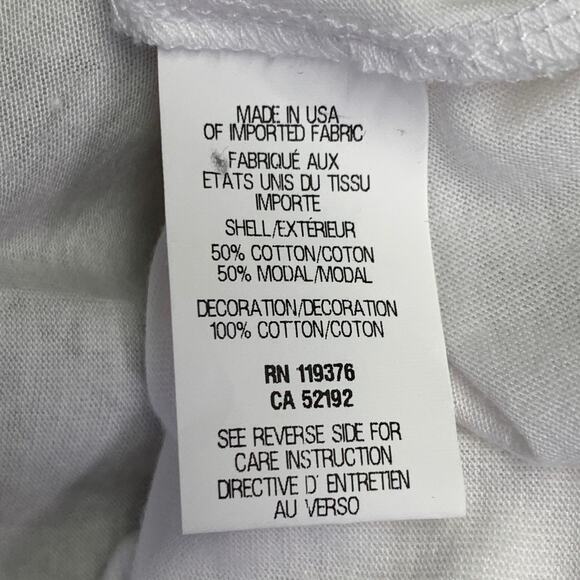 MADE IN USA
OF IMPORTED FABRIC
FABRIQUÉ AUX
ETATS UNIS DU TISSU
IMPORTE
SHELL/EXTÉRIEUR
50% COTTON/COTON
50% MODAL/MODAL
DECORATION/DECORATION
100% COTTON/COTON
RN 119376
CA 52192
SEE REVERSE SIDE FOR
CARE INSTRUCTION
DIRECTIVE D' ENTRETIEN
AU VERSO